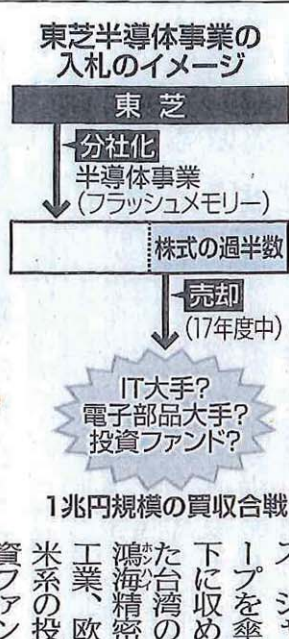 東芝半導体事業の
入札のイメージ
東芝
分社化
半導体事業
(フラッシュメモリー)
株式の過半数
売却
(17年度中)
IT大手?
電子部品大手?
投資ファンド?
1兆円規模の買収合戦
ープを傘
下に収め
た台湾の
鴻海精密
ホンハイ
工業、欧
米系の投
資ファン